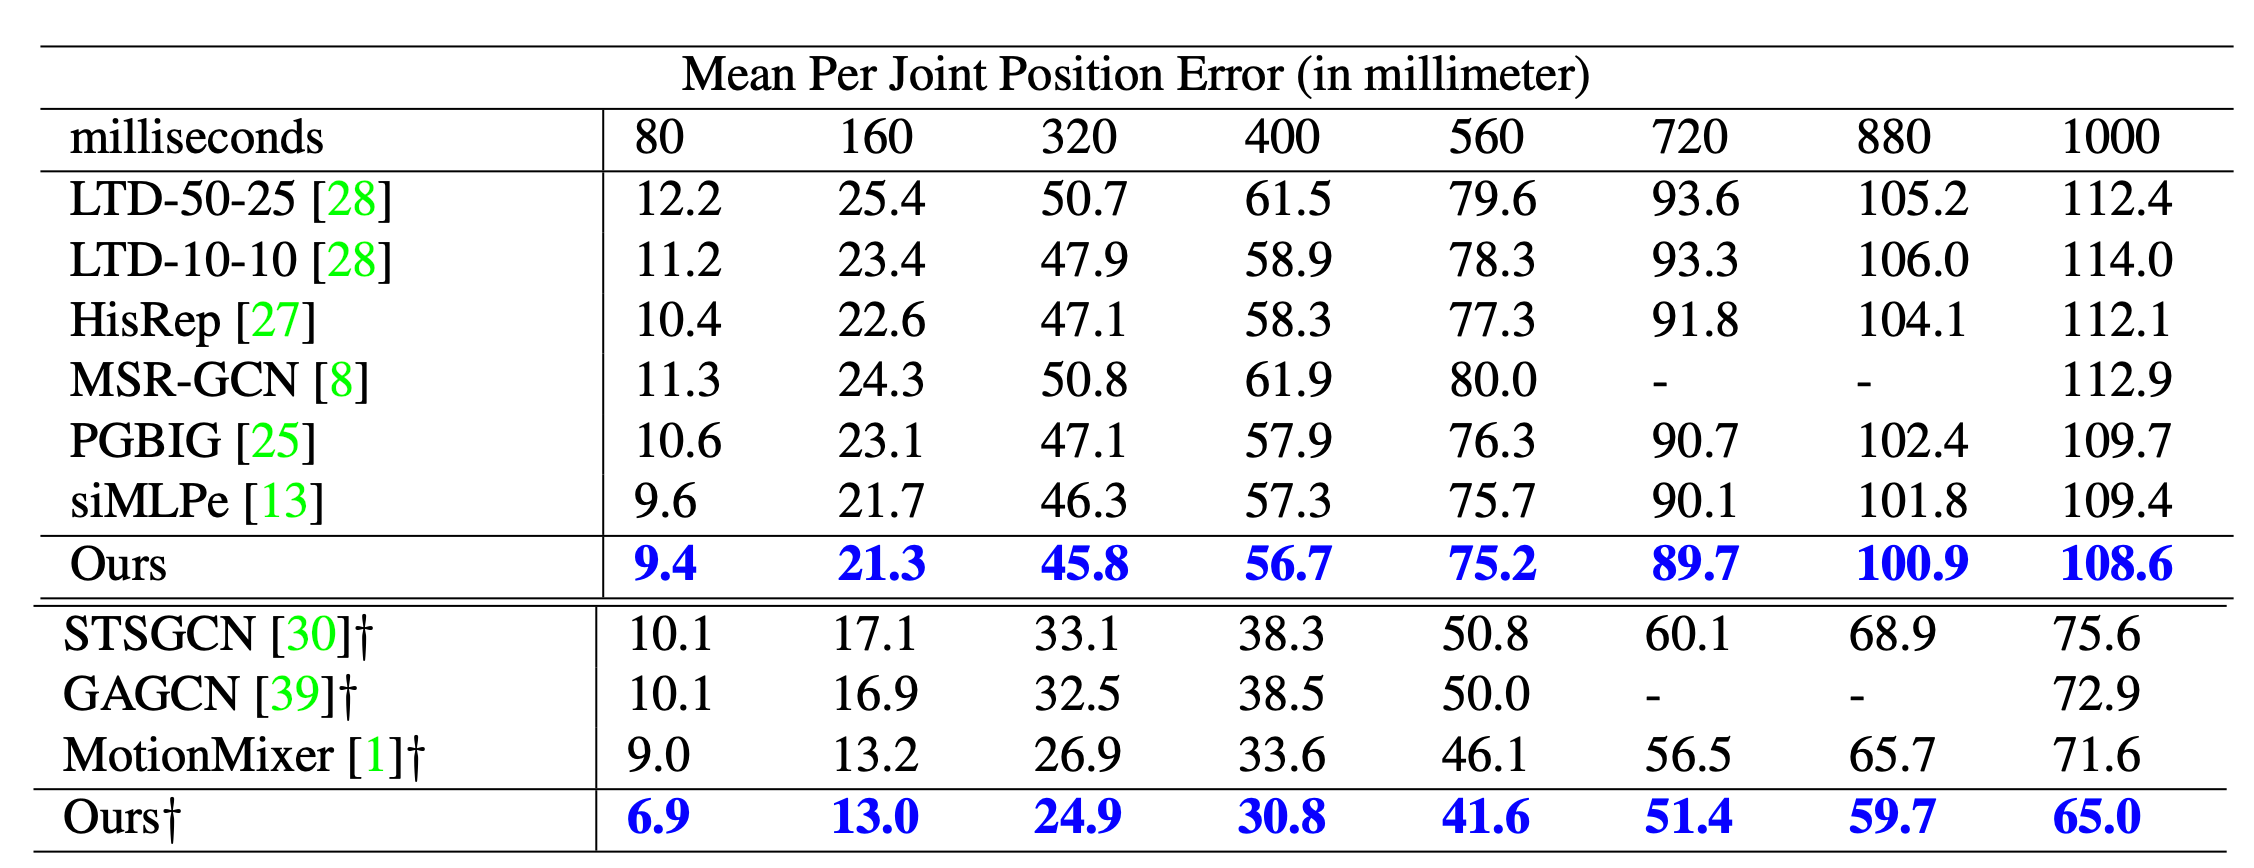 Mean Per Joint Position Error (in millimeter)
milliseconds 80 160 320 400 560 720 880 1000
LTD-50-25 [28] 12.2 25.4 50.7 61.5 79.6 93.6 105.2 112.4
LTD-10-10 [28] 11.2 23.4 47.9 58.9 78.3 93.3 106.0 114.0
HisRep [27] 10.4 22.6 47.1 58.3 77.3 91.8 104.1 112.1
MSR-GCN [8] 11.3 24.3 50.8 61.9 80.0 - - 112.9
PGBIG [25] 10.6 23.1 47.1 57.9 76.3 90.7 102.4 109.7
siMLPe [13] 9.6 21.7 46.3 57.3 75.7 90.1 101.8 109.4
Ours 9.4 21.3 45.8 56.7 75.2 89.7 100.9 108.6
STSGCN [30]† 10.1 17.1 33.1 38.3 50.8 60.1 68.9 75.6
GAGCN [39]† 10.1 16.9 32.5 38.5 50.0 - - 72.9
MotionMixer [1]† 9.0 13.2 26.9 33.6 46.1 56.5 65.7 71.6
Ours† 6.9 13.0 24.9 30.8 41.6 51.4 59.7 65.0